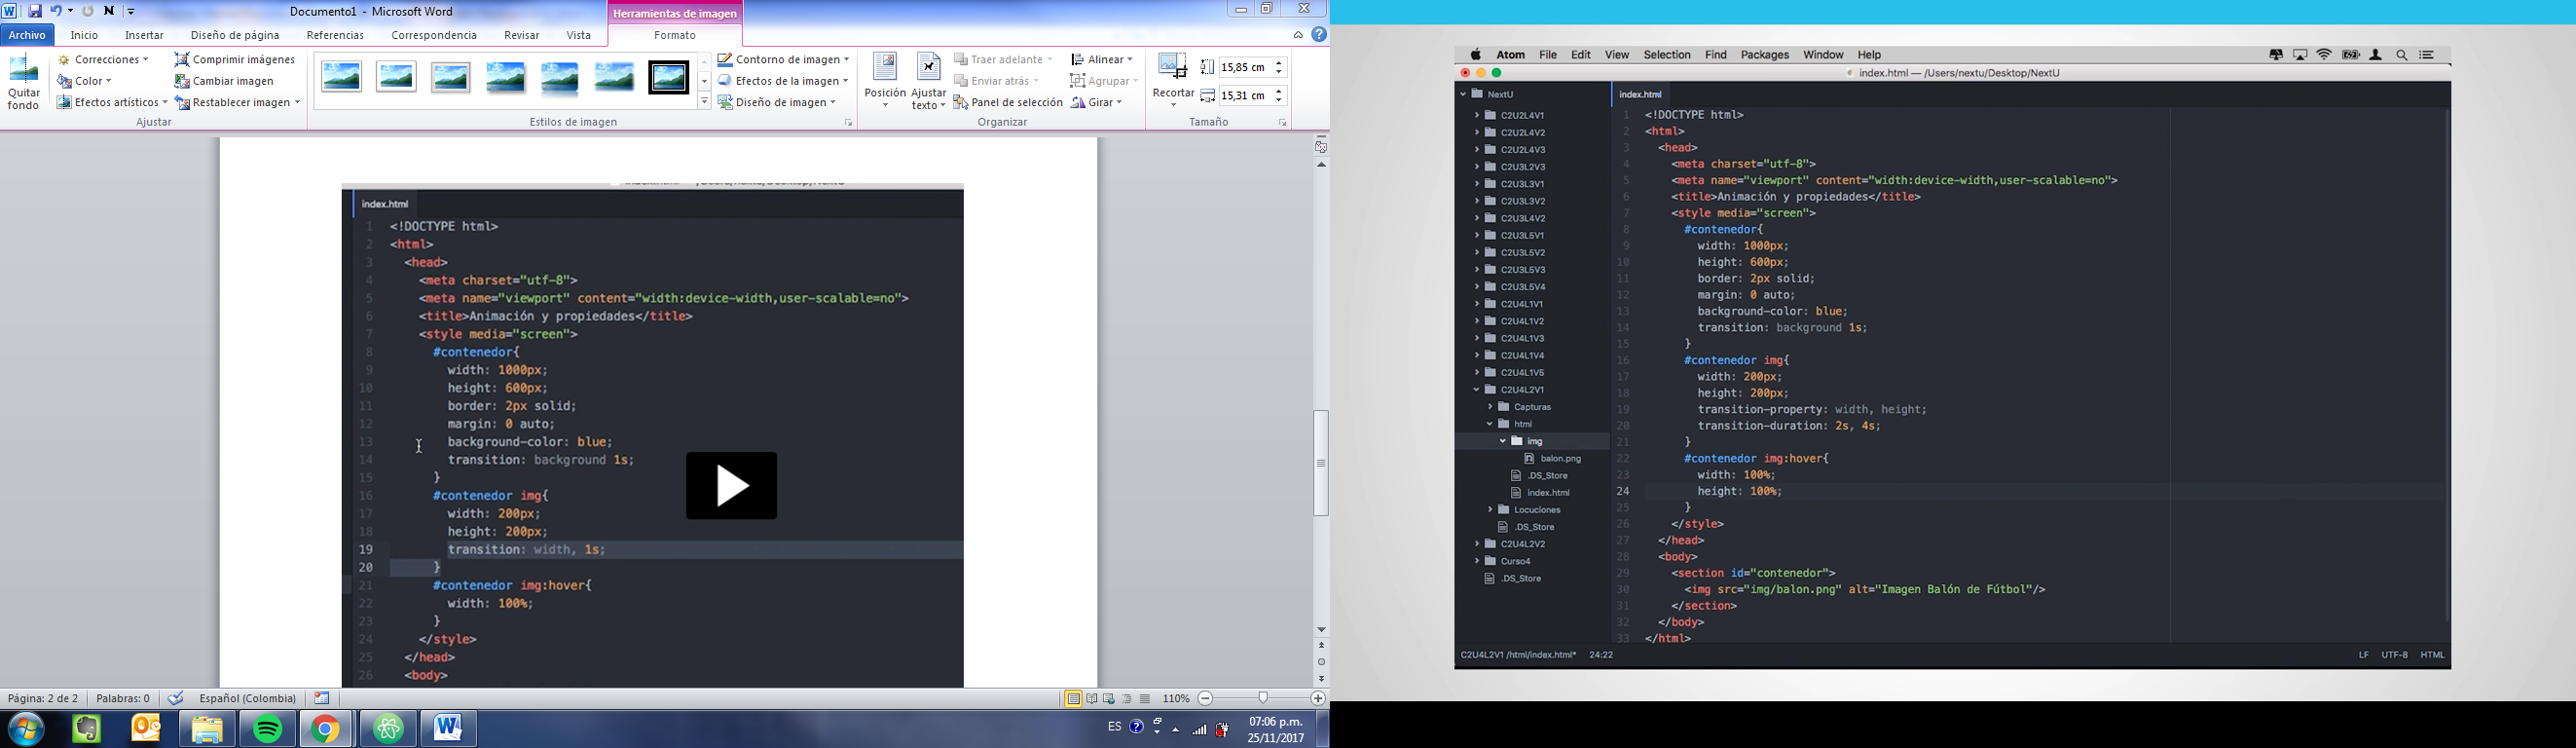 Documento1 - Microsoft Word
Herramientas de imagen
Archivo Inicio Insertar Diseño de página Referencias Correspondencia Revisar Vista Formato
Quitar fondo
Correcciones
Color
Efectos artísticos
Comprimir imágenes
Cambiar imagen
Restablecer imagen
Ajustar
Estilos de imagen
Contorno de imagen
Efectos de la imagen
Diseño de imagen
Posición
Ajustar texto
Traer adelante
Enviar atrás
Panel de selección
Alinear
Agrupar
Girar
Organizar
Recortar
15,85 cm
15,31 cm
Tamaño
index.html
1 <!DOCTYPE html>
2 <html>
3 <head>
4 <meta charset="utf-8">
5 <meta name="viewport" content="width:device-width,user-scalable=no">
6 <title>Animación y propiedades</title>
7 <style media="screen">
8 #contenedor{
9 width: 1000px;
10 height: 600px;
11 border: 2px solid;
12 margin: 0 auto;
13 background-color: blue;
14 transition: background 1s;
15 }
16 #contenedor img{
17 width: 200px;
18 height: 200px;
19 transition: width, 1s;
20 }
21 #contenedor img:hover{
22 width: 100%;
23 }
24 </style>
25 </head>
26 <body>
Página: 2 de 2 Palabras: 0 Español (Colombia) 110%
ES 07:06 p.m.
25/11/2017
Atom File Edit View Selection Find Packages Window Help
index.html — /Users/nextu/Desktop/NextU
NextU
C2U2L4V1
C2U2L4V2
C2U2L4V3
C2U3L2V3
C2U3L3V1
C2U3L3V2
C2U3L4V2
C2U3L5V1
C2U3L5V2
C2U3L5V3
C2U3L5V4
C2U4L1V1
C2U4L1V2
C2U4L1V3
C2U4L1V4
C2U4L1V5
C2U4L2V1
Capturas
html
img
balon.png
.DS_Store
index.html
Locuciones
.DS_Store
C2U4L2V2
Curso4
.DS_Store
index.html
1 <!DOCTYPE html>
2 <html>
3 <head>
4 <meta charset="utf-8">
5 <meta name="viewport" content="width:device-width,user-scalable=no">
6 <title>Animación y propiedades</title>
7 <style media="screen">
8 #contenedor{
9 width: 1000px;
10 height: 600px;
11 border: 2px solid;
12 margin: 0 auto;
13 background-color: blue;
14 transition: background 1s;
15 }
16 #contenedor img{
17 width: 200px;
18 height: 200px;
19 transition-property: width, height;
20 transition-duration: 2s, 4s;
21 }
22 #contenedor img:hover{
23 width: 100%;
24 height: 100%;
25 }
26 </style>
27 </head>
28 <body>
29 <section id="contenedor">
30 <img src="img/balon.png" alt="Imagen Balón de Fútbol"/>
31 </section>
32 </body>
33 </html>
C2U4L2V1 /html/index.html* 24:22 LF UTF-8 HTML